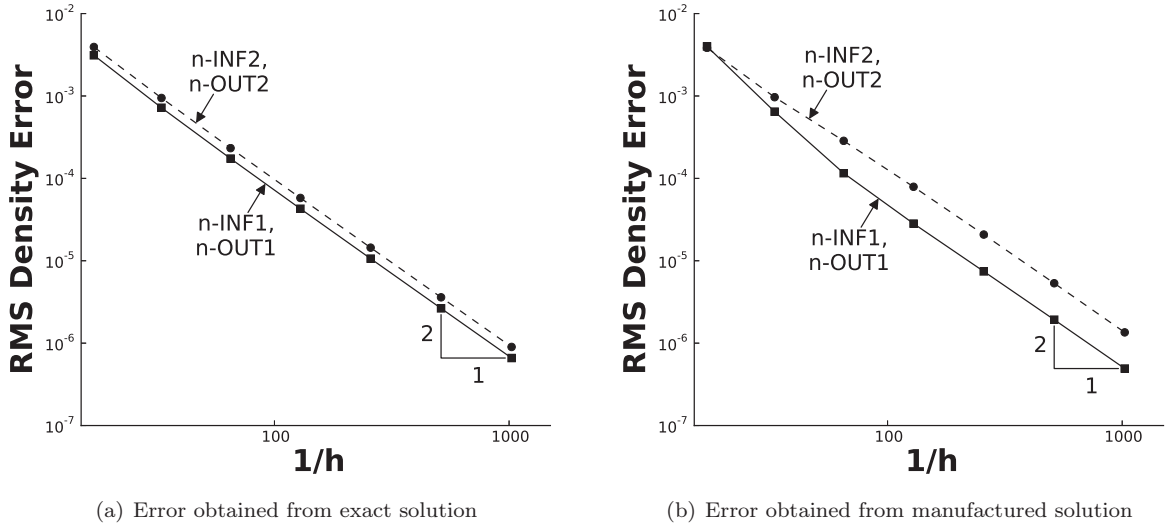 10-2
10-3
10-4
10-5
10-6
10-7
RMS Density Error
n-INF2,
n-OUT2
n-INF1,
n-OUT1
2
1
100
1000
1/h
(a) Error obtained from exact solution
10-2
10-3
10-4
10-5
10-6
10-7
RMS Density Error
n-INF2,
n-OUT2
n-INF1,
n-OUT1
2
1
100
1000
1/h
(b) Error obtained from manufactured solution